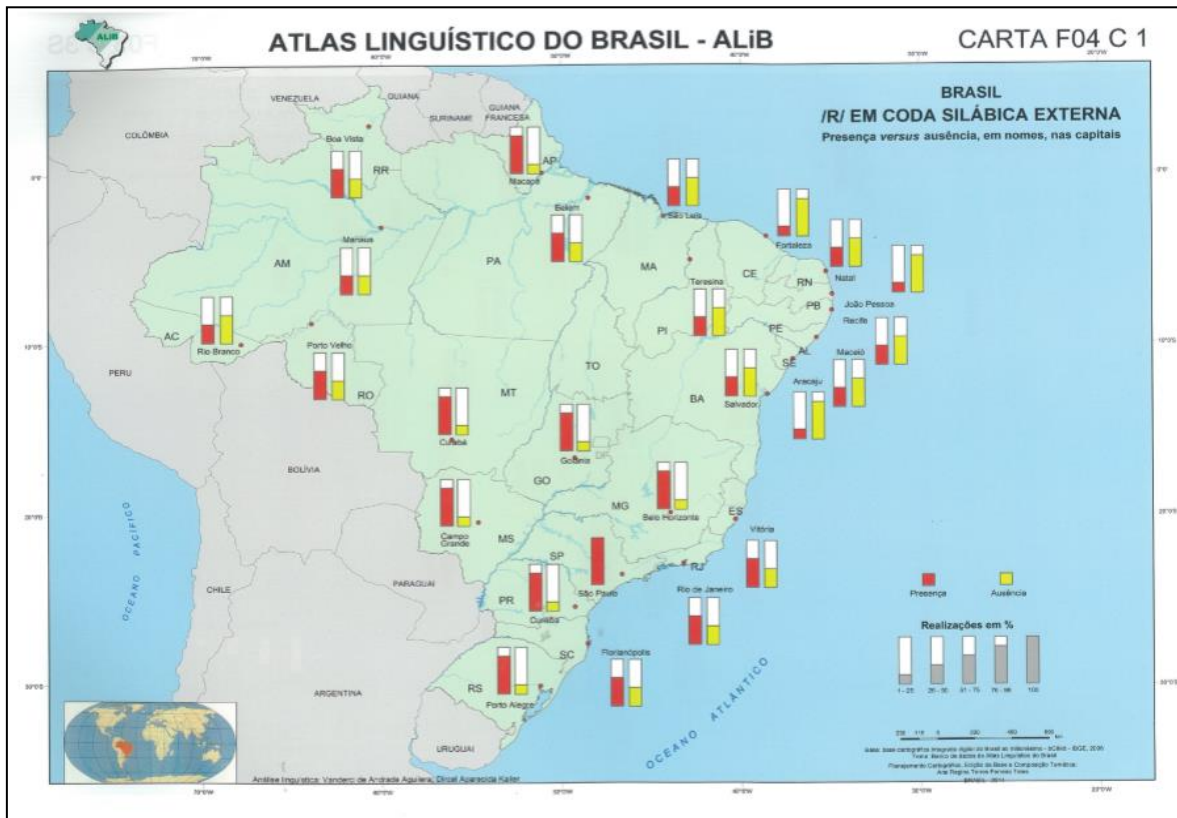 ALiB
ATLAS LINGUÍSTICO DO BRASIL - ALiB
CARTA F04 C 1
BRASIL
/R/ EM CODA SILÁBICA EXTERNA
Presença versus ausência, em nomes, nas capitais
VENEZUELA
GUIANA
SURINAME
GUIANA FRANCESA
COLÔMBIA
Boa Vista
RR
AP
Macapá
Belém
São Luís
Fortaleza
Natal
João Pessoa
Manaus
AM
PA
MA
CE
RN
PB
Teresina
PI
PE
Recife
AL
SE
Maceió
Aracaju
AC
Rio Branco
Porto Velho
RO
MT
TO
BA
Salvador
PERU
Cuiabá
Goiânia
DF
GO
BOLÍVIA
MG
Belo Horizonte
ES
Vitória
Campo Grande
MS
SP
São Paulo
RJ
Rio de Janeiro
PARAGUAI
PR
Curitiba
CHILE
SC
Florianópolis
RS
Porto Alegre
ARGENTINA
URUGUAI
OCEANO PACÍFICO
OCEANO ATLÂNTICO
Presença
Ausência
Realizações em %
1 - 25
26 - 50
51 - 75
76 - 99
100
Análise linguística: Vanderci de Andrade Aguilera; Dircel Aparecida Kailer